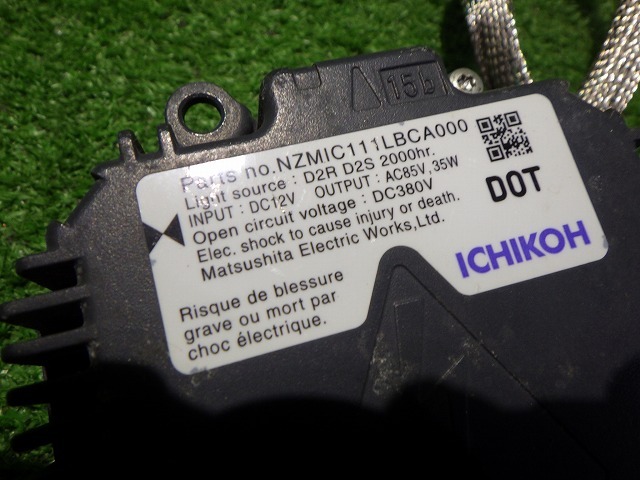 15b
Parts no.NZMIC111LBCA000
Light source : D2R D2S 2000hr.
INPUT : DC12V OUTPUT : AC85V,35W
Open circuit voltage : DC380V
Elec. shock to cause injury or death.
Matsushita Electric Works,Ltd.
DOT
ICHIKOH
Risque de blessure
grave ou mort par
choc électrique.